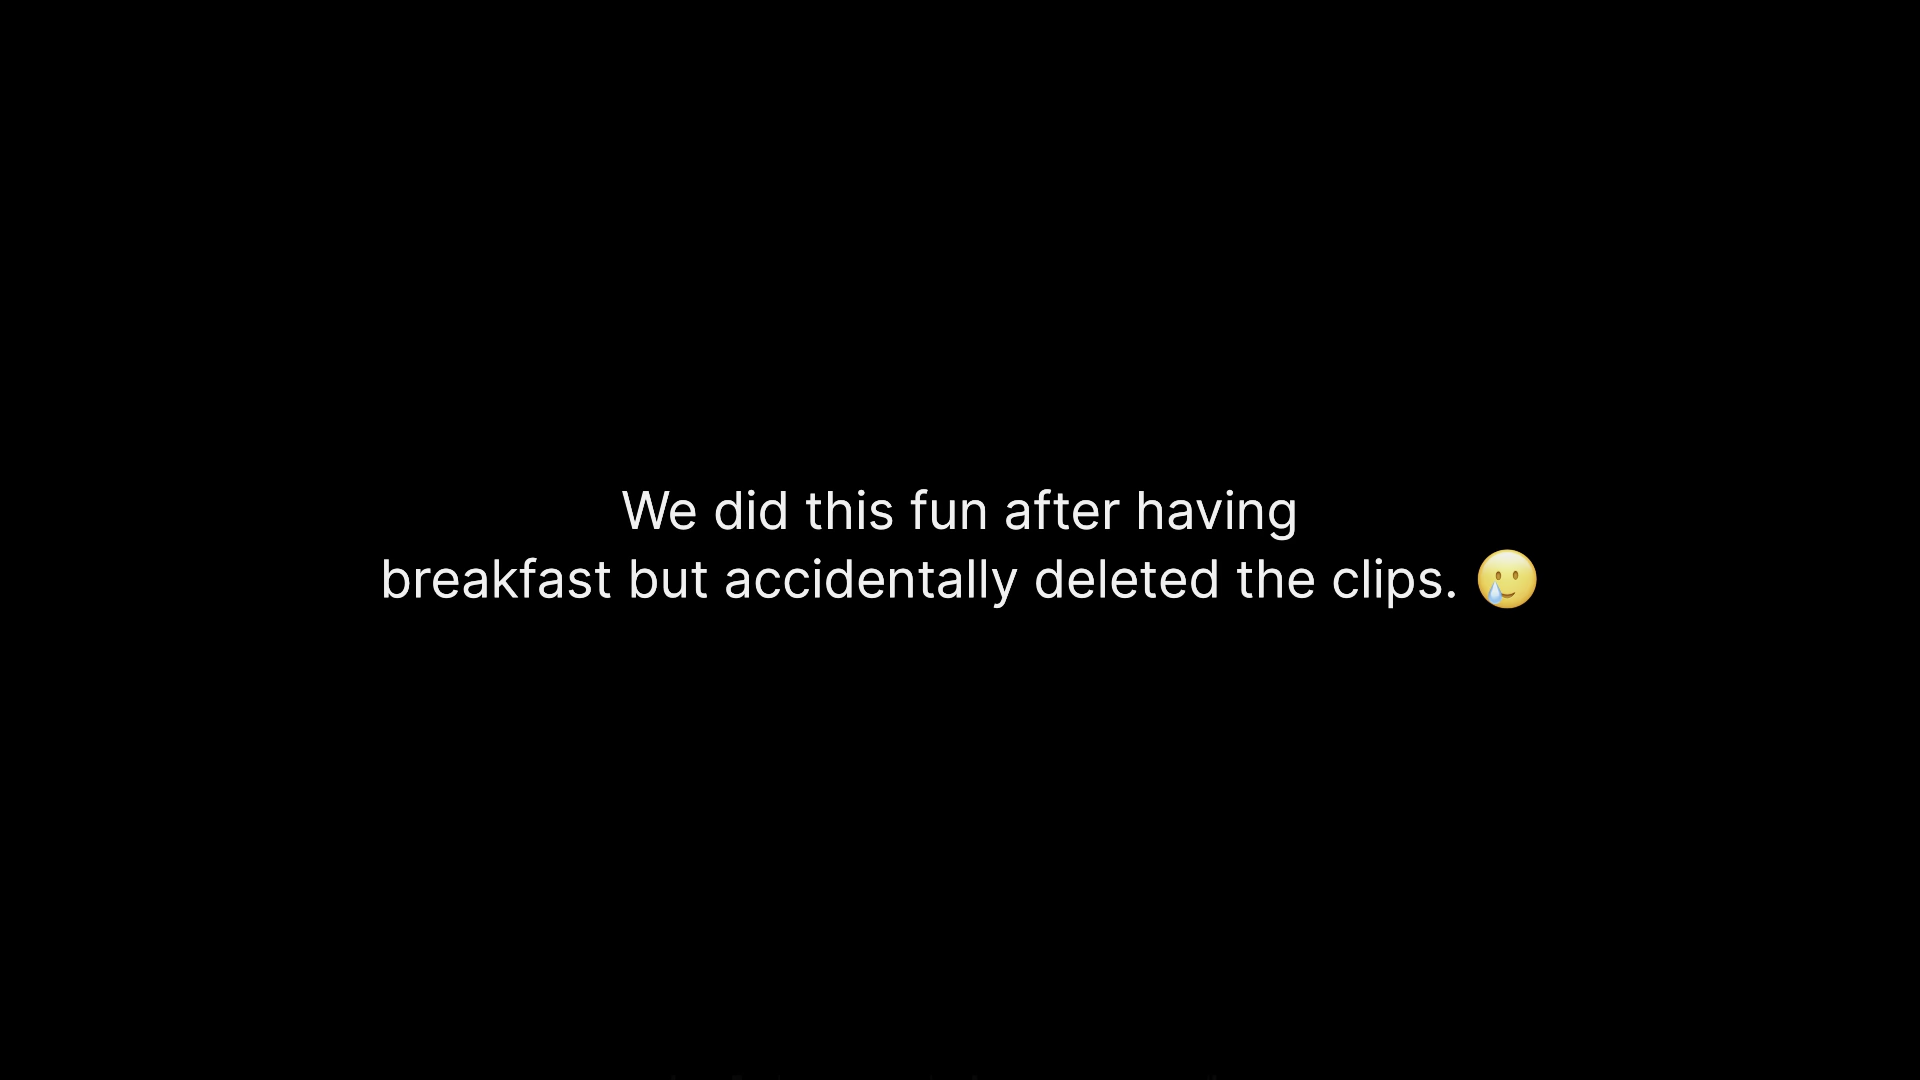 We did this fun after having
breakfast but accidentally deleted the clips. 🥲